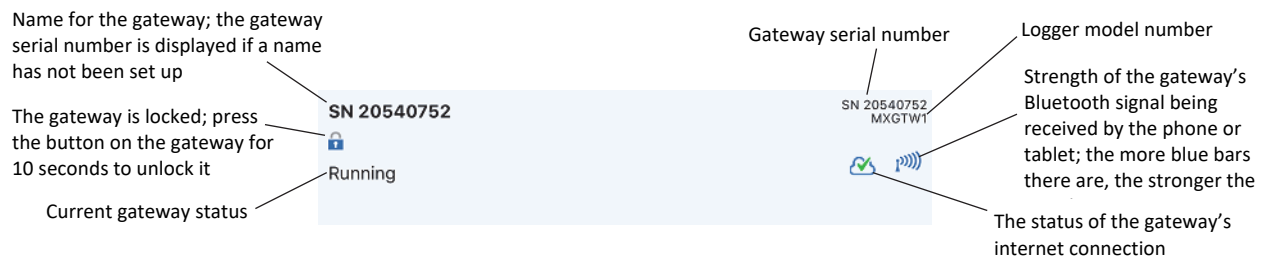 Name for the gateway; the gateway
serial number is displayed if a name
has not been set up
The gateway is locked; press
the button on the gateway for
10 seconds to unlock it
Current gateway status
SN 20540752
Running
Gateway serial number
Logger model number
SN 20540752
MXGTW1
Strength of the gateway’s
Bluetooth signal being
received by the phone or
tablet; the more blue bars
there are, the stronger the
The status of the gateway’s
internet connection